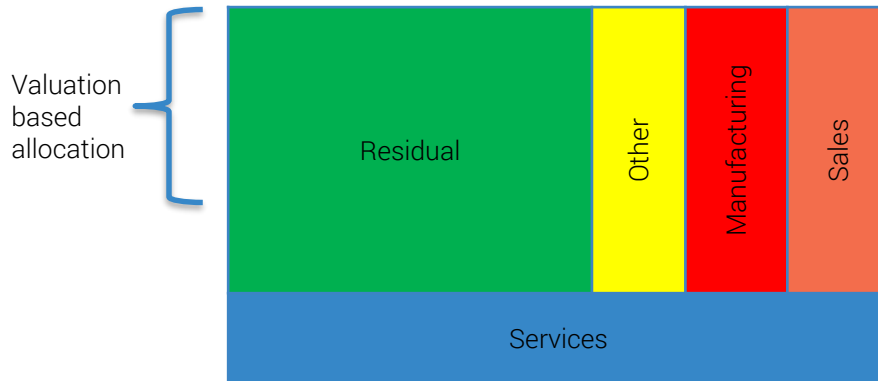 Valuation
based
allocation
Residual
Other
Manufacturing
Sales
Services